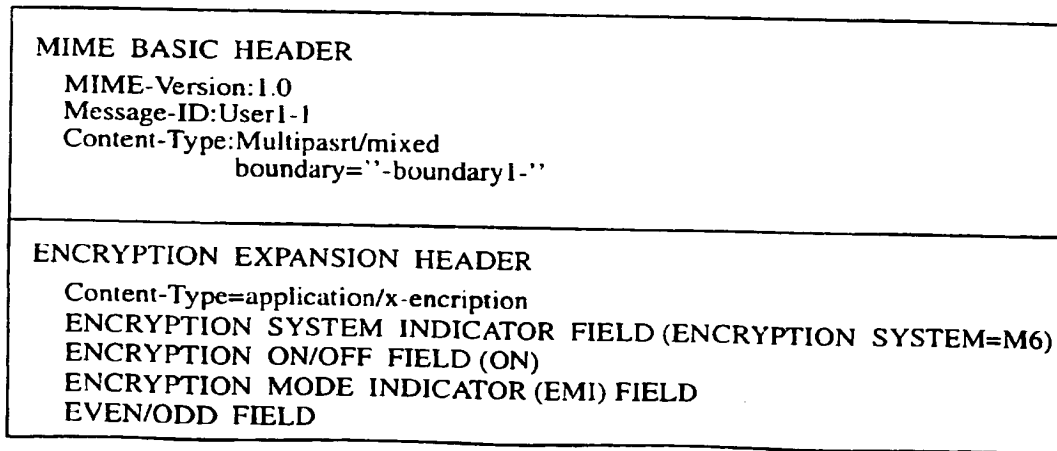 MIME BASIC HEADER
MIME-Version:1.0
Message-ID:User1-1
Content-Type:Multipasrt/mixed
boundary=''-boundary1-''
ENCRYPTION EXPANSION HEADER
Content-Type=application/x-encription
ENCRYPTION SYSTEM INDICATOR FIELD (ENCRYPTION SYSTEM=M6)
ENCRYPTION ON/OFF FIELD (ON)
ENCRYPTION MODE INDICATOR (EMI) FIELD
EVEN/ODD FIELD